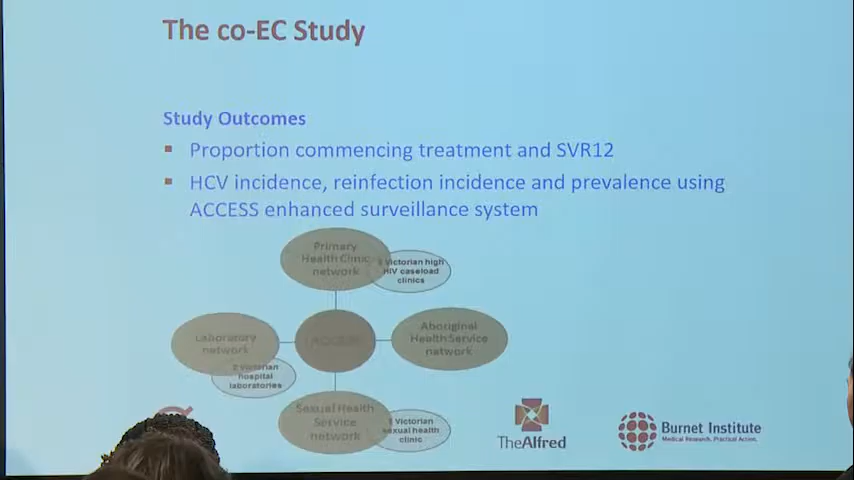 The co-EC Study
Study Outcomes
Proportion commencing treatment and SVR12
HCV incidence, reinfection incidence and prevalence using
ACCESS enhanced surveillance system
Primary
Health Clinic
network
Victorian high
HIV caseload
clinics
Laboratory
network
Victorian
hospital
laboratories
ACCESS
Aboriginal
Health Service
network
Sexual Health
Service
network
Victorian
sexual health
clinic
TheAlfred
Burnet Institute
Medical Research. Practical Action.